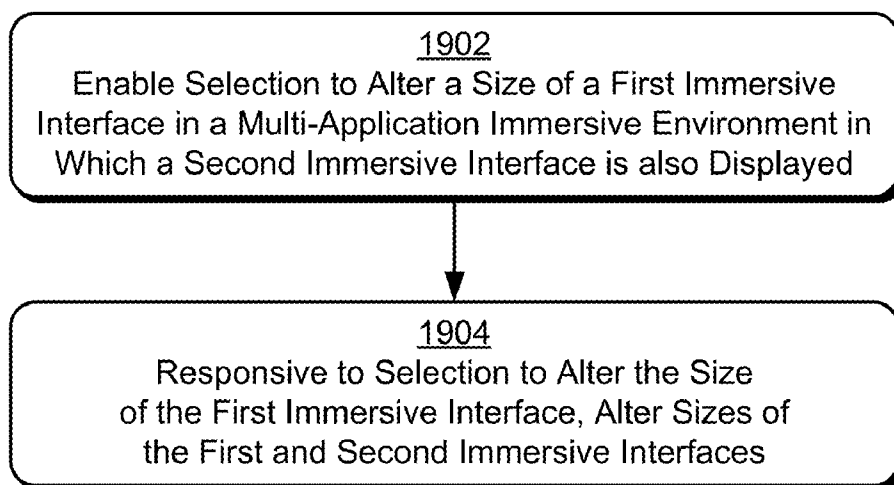 1902
Enable Selection to Alter a Size of a First Immersive
Interface in a Multi-Application Immersive Environment in
Which a Second Immersive Interface is also Displayed
1904
Responsive to Selection to Alter the Size
of the First Immersive Interface, Alter Sizes of
the First and Second Immersive Interfaces